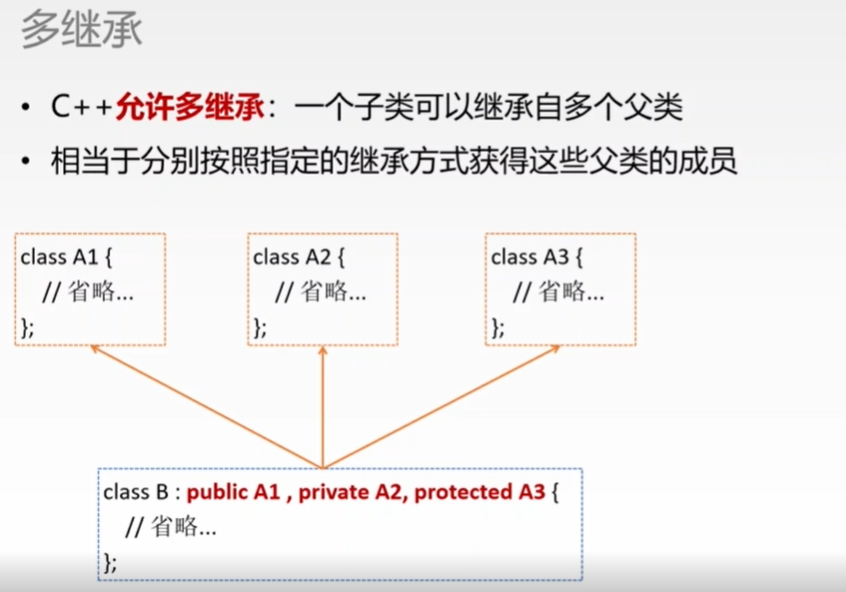 多继承
• C++允许多继承：一个子类可以继承自多个父类
• 相当于分别按照指定的继承方式获得这些父类的成员
class A1 {
// 省略...
};
class A2 {
// 省略...
};
class A3 {
// 省略...
};
class B : public A1 , private A2, protected A3 {
// 省略...
};